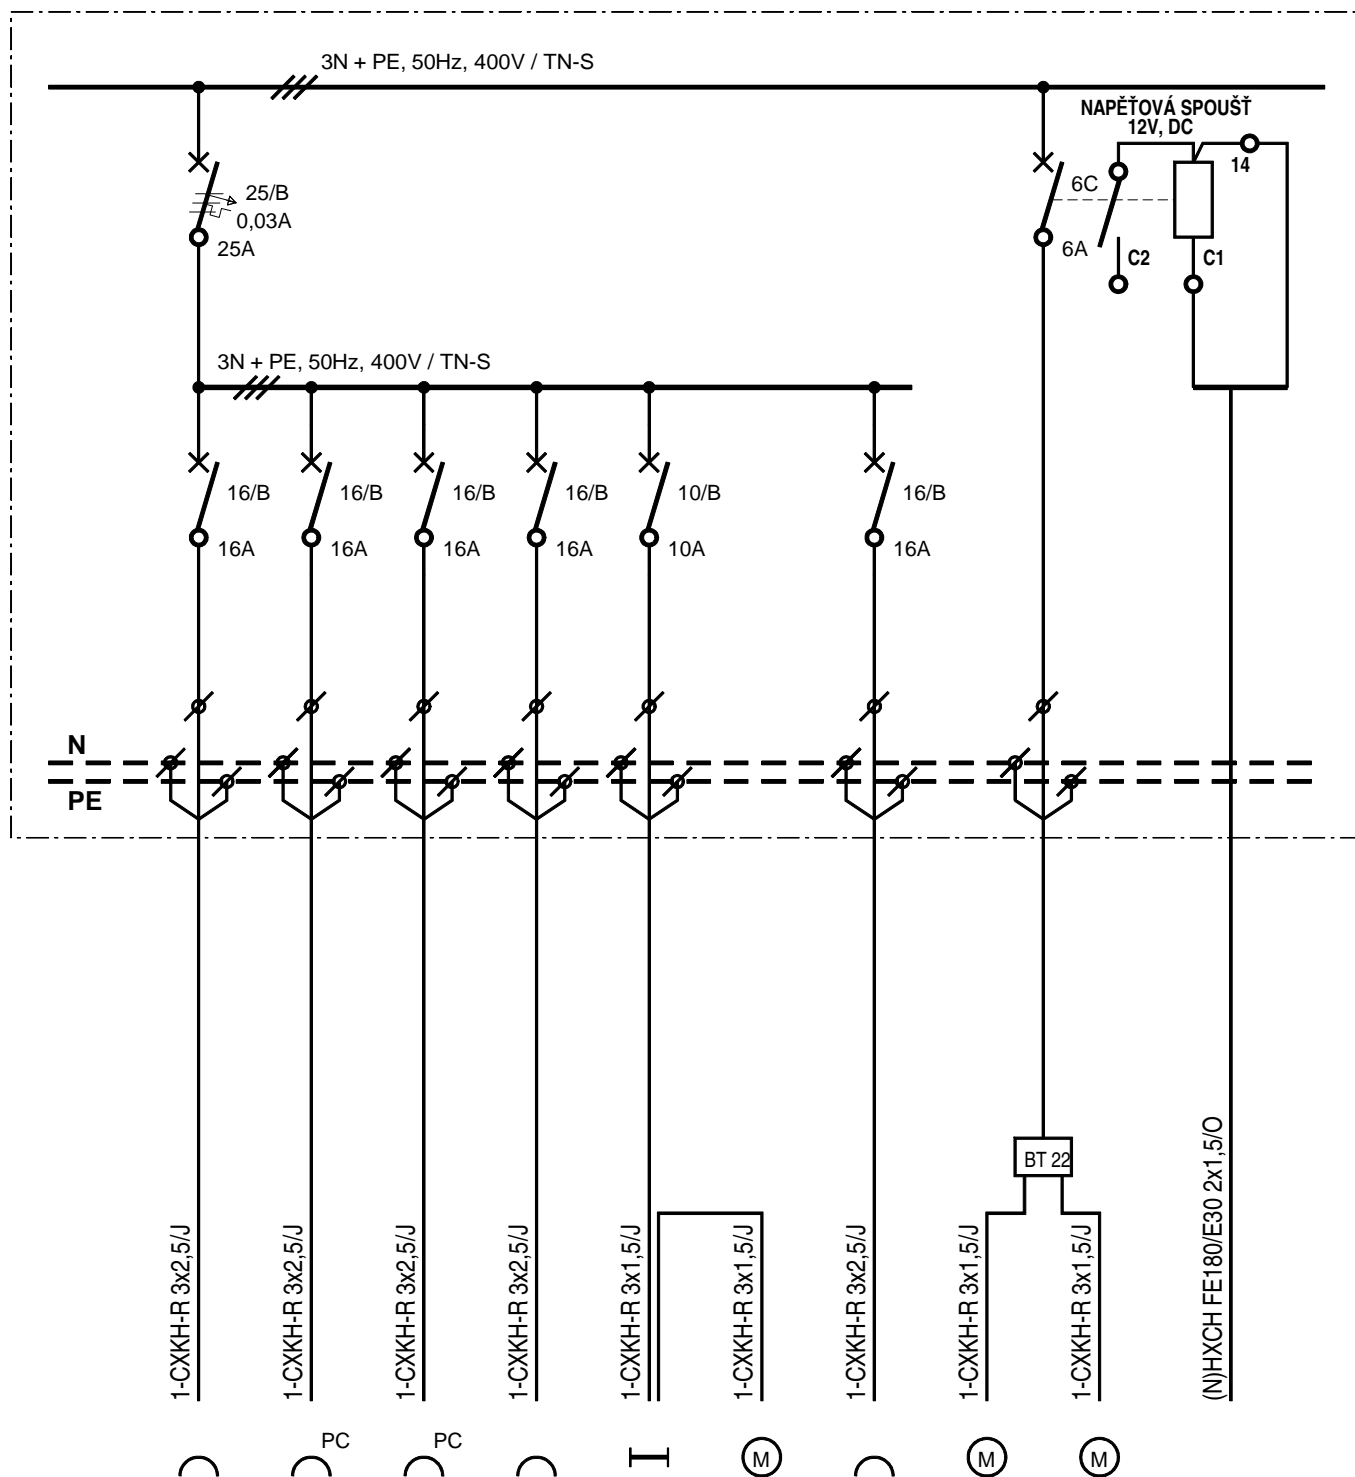 3N + PE, 50Hz, 400V / TN-S
NAPĚŤOVÁ SPOUŠŤ
12V, DC
14
25/B
0,03A
25A
6C
6A
C2
C1
3N + PE, 50Hz, 400V / TN-S
16/B
16/B
16/B
16/B
10/B
16/B
16A
16A
16A
16A
10A
16A
N
PE
BT 22
1-CXKH-R 3x2,5/J
1-CXKH-R 3x2,5/J
1-CXKH-R 3x2,5/J
1-CXKH-R 3x2,5/J
1-CXKH-R 3x1,5/J
1-CXKH-R 3x1,5/J
1-CXKH-R 3x2,5/J
1-CXKH-R 3x1,5/J
1-CXKH-R 3x1,5/J
(N)HXCH FE180/E30 2x1,5/O
PC
PC
M
M
M